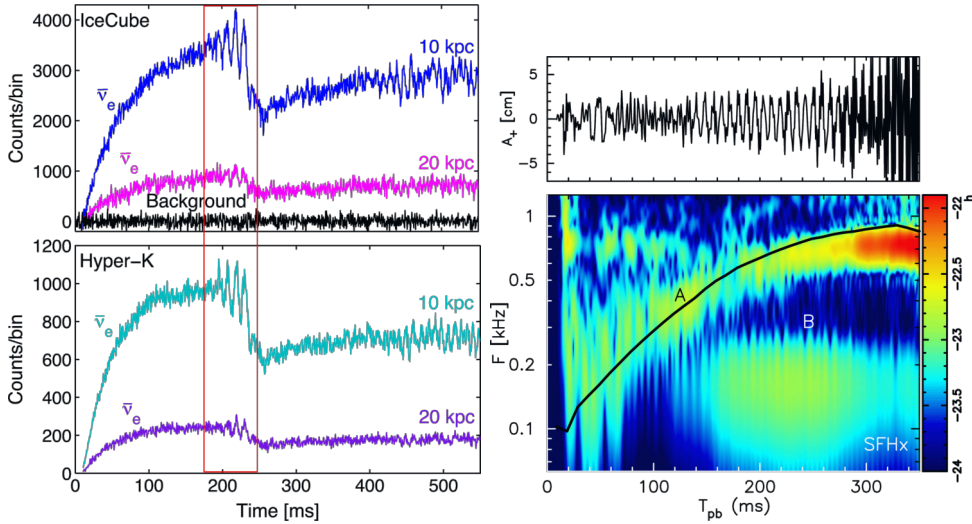 IceCube
4000
3000
2000
1000
0
Counts/bin
10 kpc
ν̄e
20 kpc
ν̄e
Background
Hyper-K
1200
1000
800
600
400
200
0
Counts/bin
10 kpc
ν̄e
20 kpc
ν̄e
0 100 200 300 400 500
Time [ms]
A+ [cm]
5
0
−5
F [kHz]
1
0.5
0.2
0.1
A
B
SFHx
0 100 200 300
Tpb (ms)
h
−22
−22.5
−23
−23.5
−24